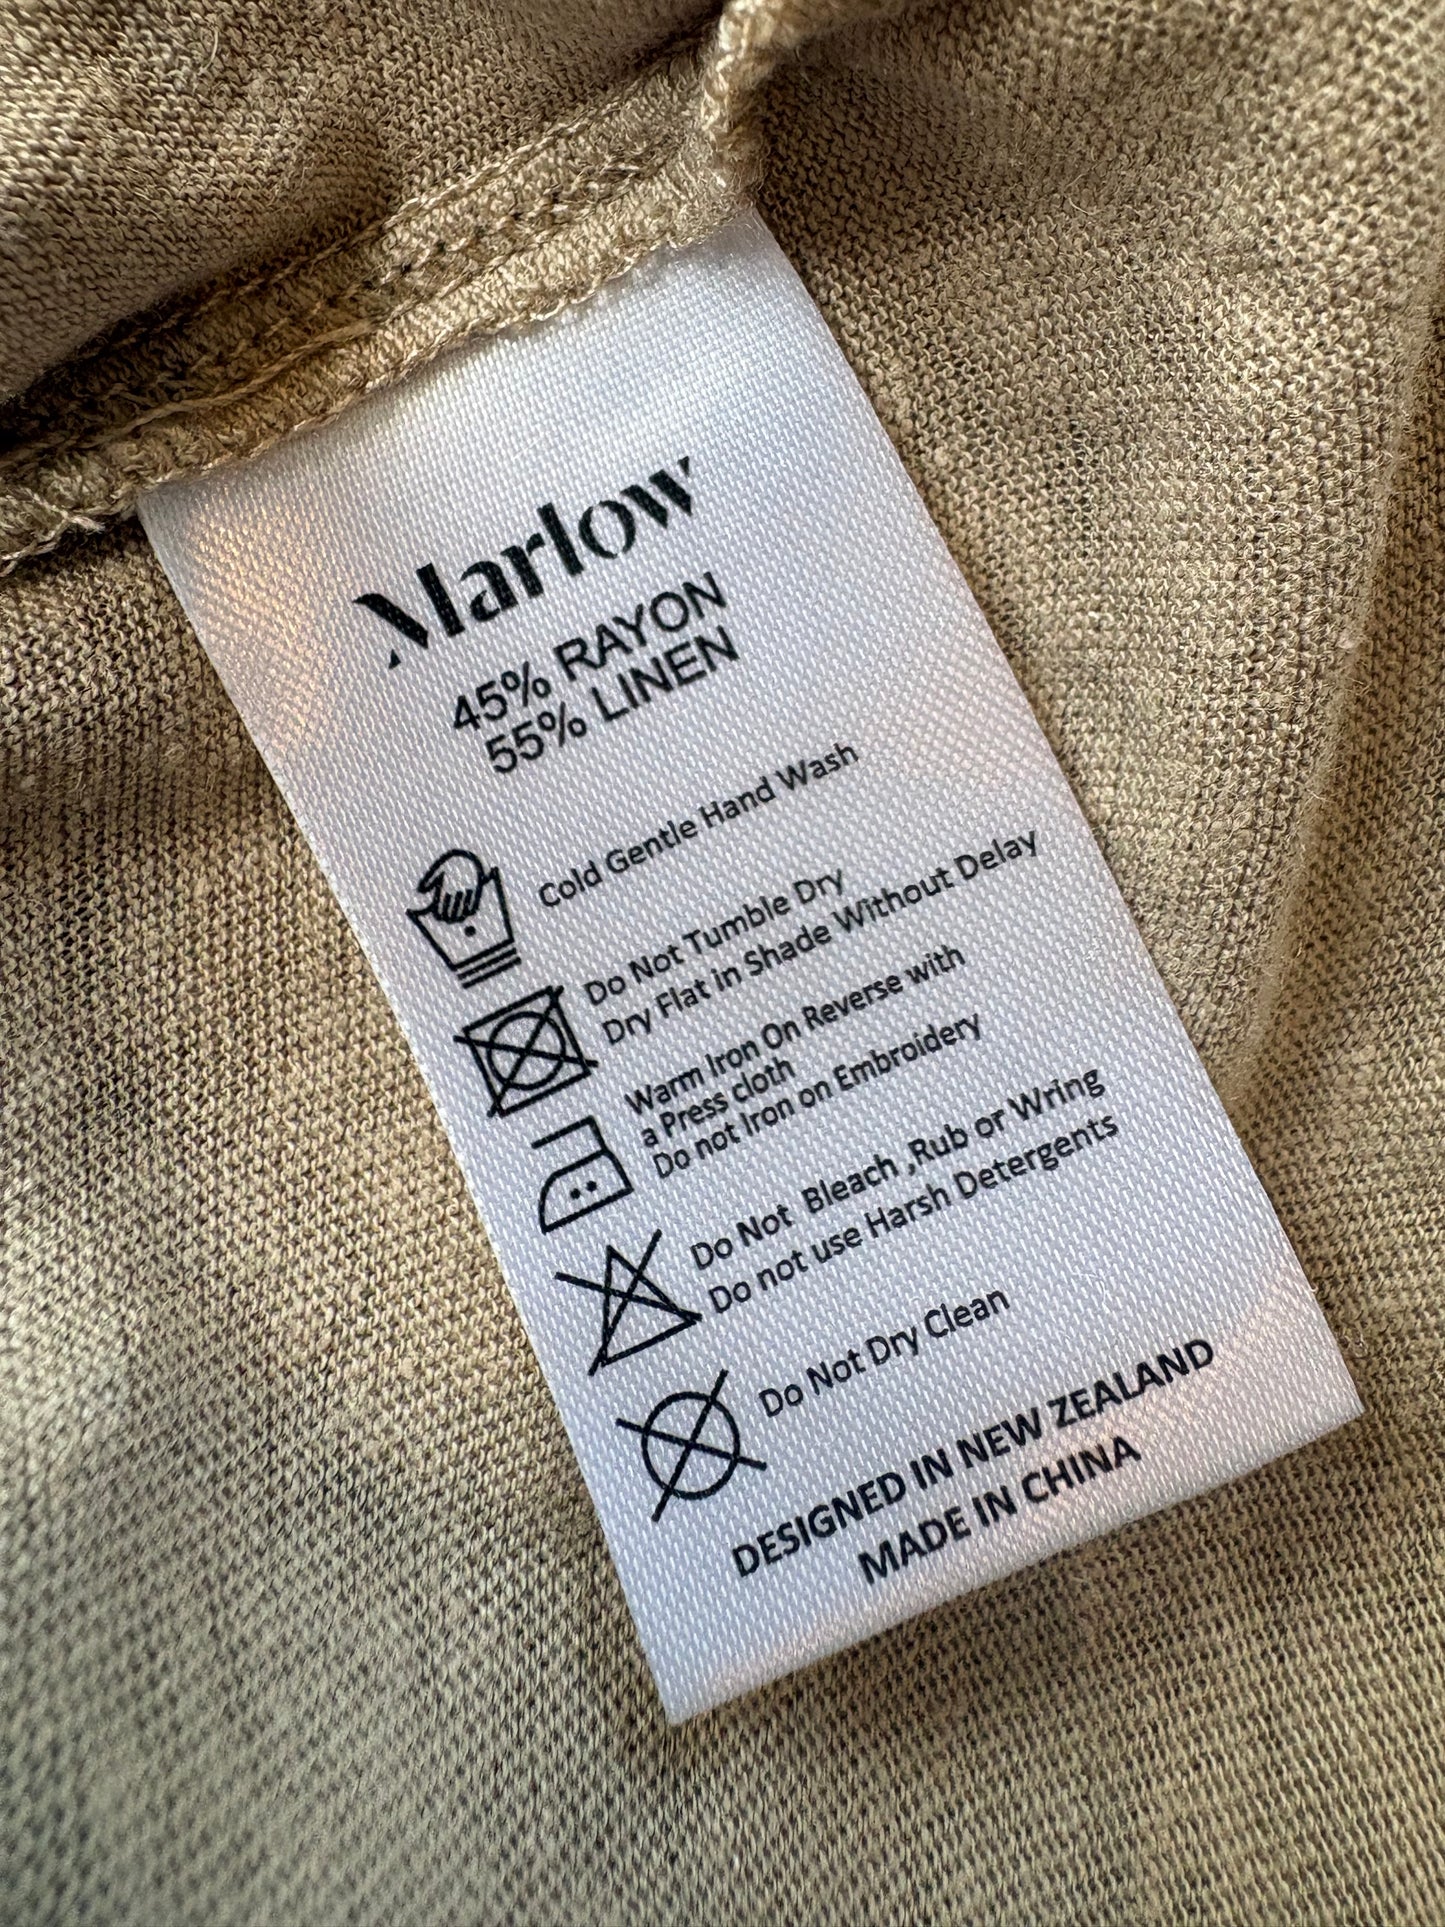 Marlow
45% RAYON
55% LINEN
Cold Gentle Hand Wash
Do Not Tumble Dry
Dry Flat in Shade Without Delay
Warm Iron On Reverse with
a Press cloth
Do not Iron on Embroidery
Do Not Bleach ,Rub or Wring
Do not use Harsh Detergents
Do Not Dry Clean
DESIGNED IN NEW ZEALAND
MADE IN CHINA